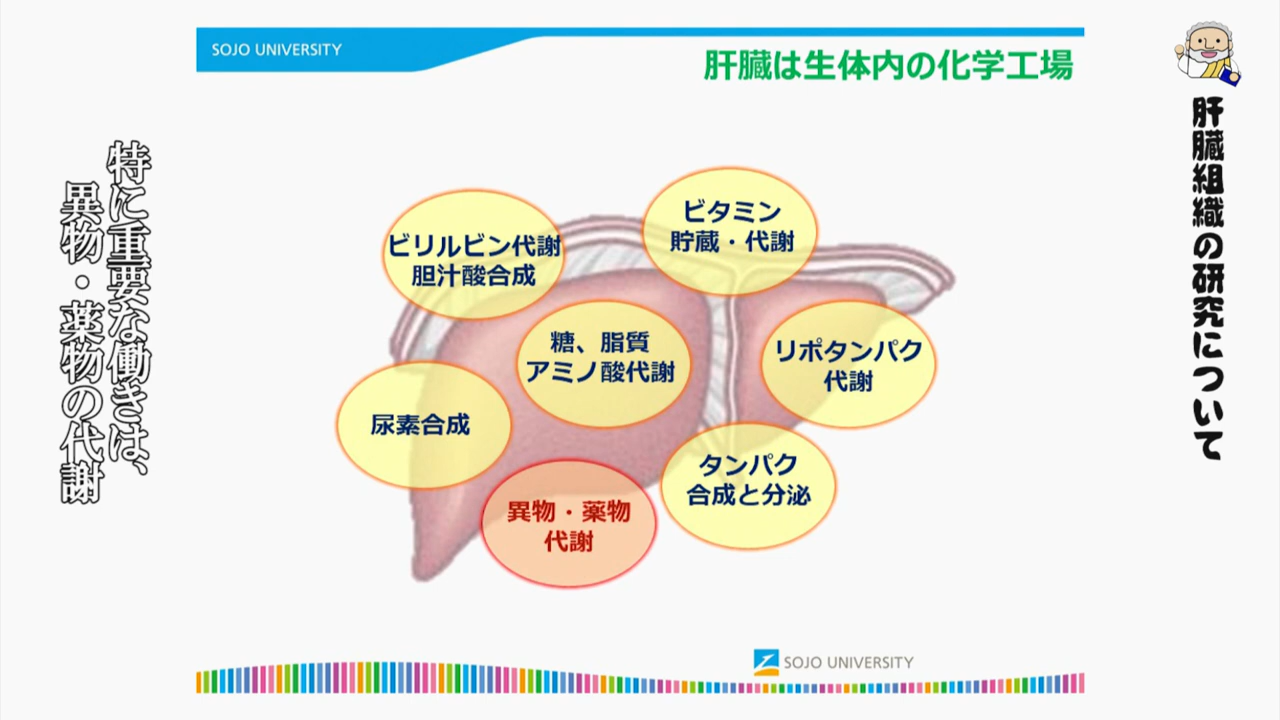 SOJO UNIVERSITY
肝臓は生体内の化学工場
肝臓組織の研究について
特に重要な働きは、
異物・薬物の代謝
ビリルビン代謝
胆汁酸合成
ビタミン
貯蔵・代謝
糖、脂質
アミノ酸代謝
リポタンパク
代謝
尿素合成
タンパク
合成と分泌
異物・薬物
代謝
SOJO UNIVERSITY